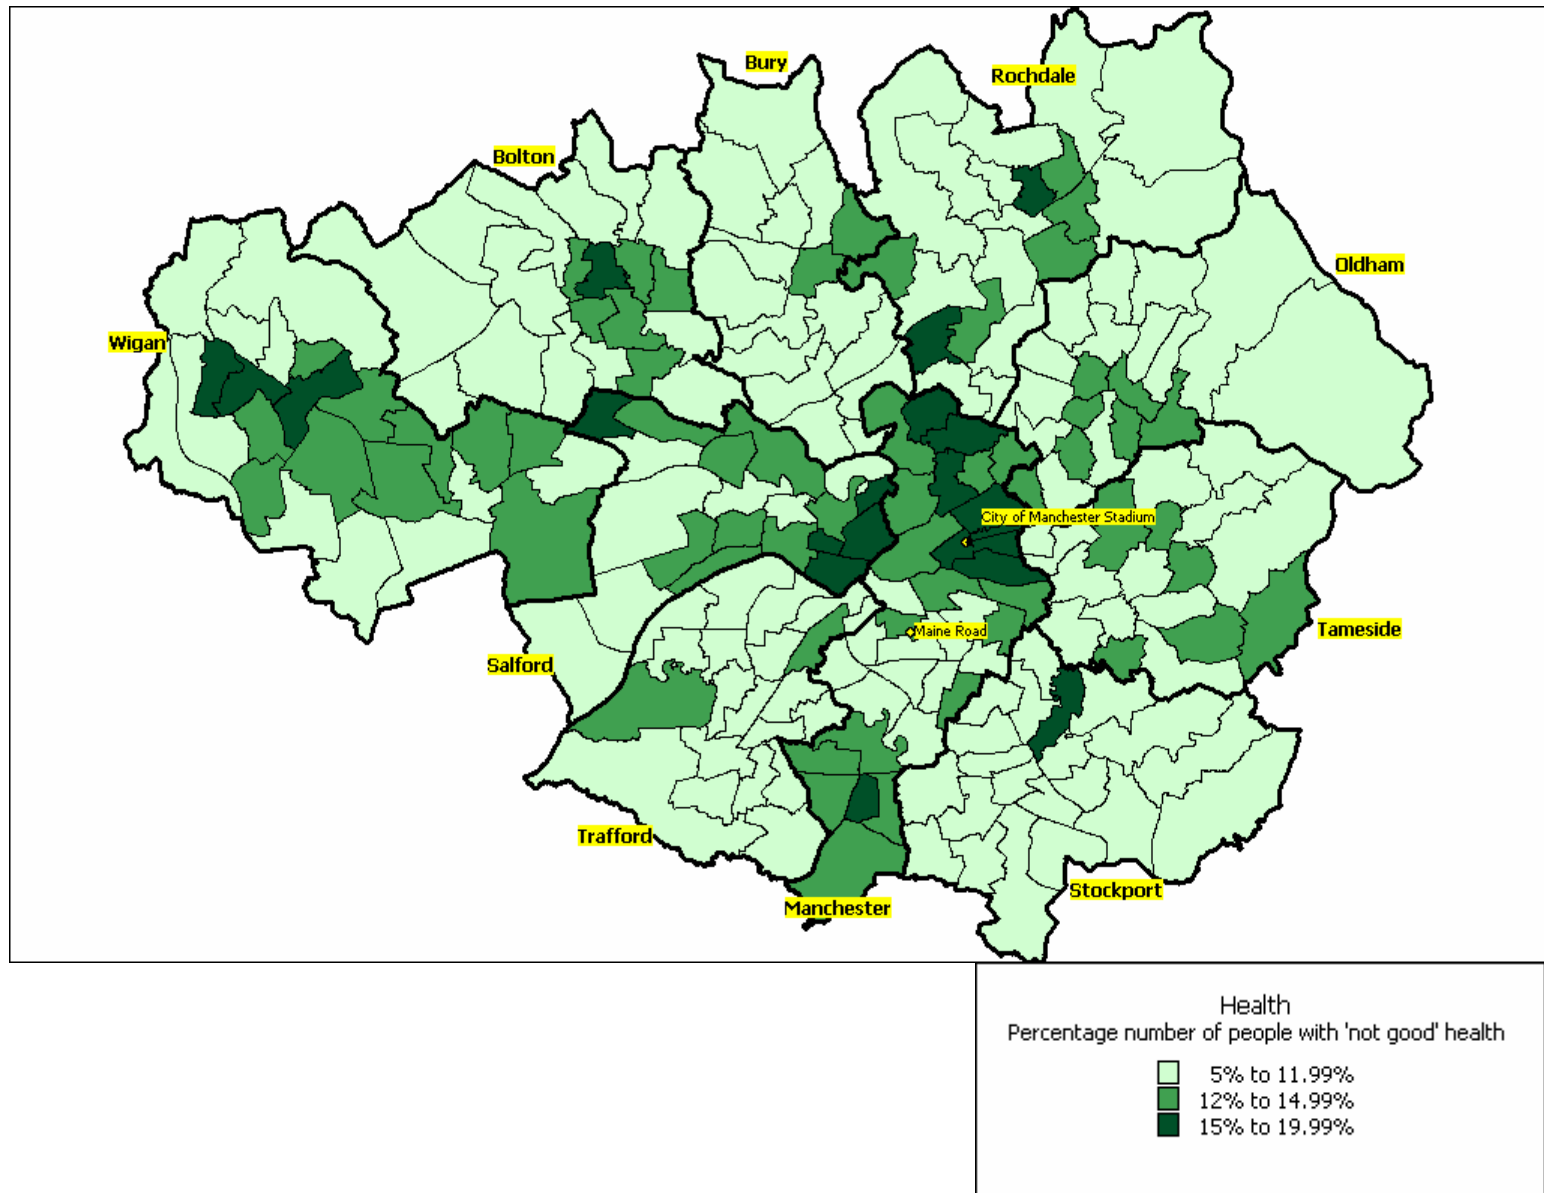 Bury
Rochdale
Bolton
Oldham
Wigan
City of Manchester Stadium
Maine Road
Tameside
Salford
Trafford
Stockport
Manchester
Health
Percentage number of people with 'not good' health
5% to 11.99%
12% to 14.99%
15% to 19.99%